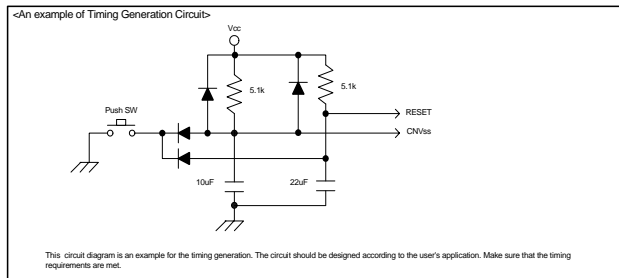 <An example of Timing Generation Circuit>
Vcc
5.1k
5.1k
Push SW
RESET
CNVss
10uF
22uF
This circuit diagram is an example for the timing generation. The circuit should be designed according to the user's application. Make sure that the timing
requirements are met.